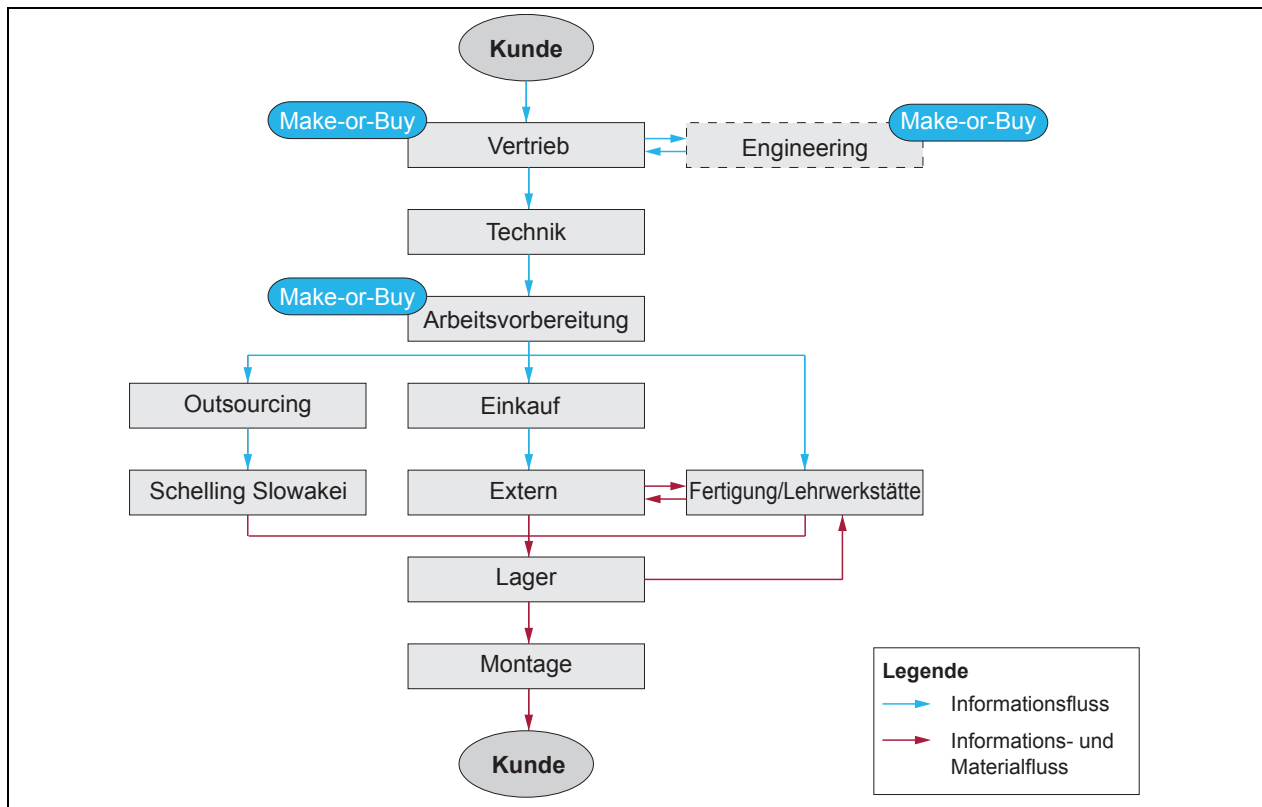 Kunde
Make-or-Buy
Make-or-Buy
Vertrieb
Engineering
Technik
Make-or-Buy
Arbeitsvorbereitung
Outsourcing
Einkauf
Schelling Slowakei
Extern
Fertigung/Lehrwerkstätte
Lager
Montage
Kunde
Legende
Informationsfluss
Informations- und
Materialfluss